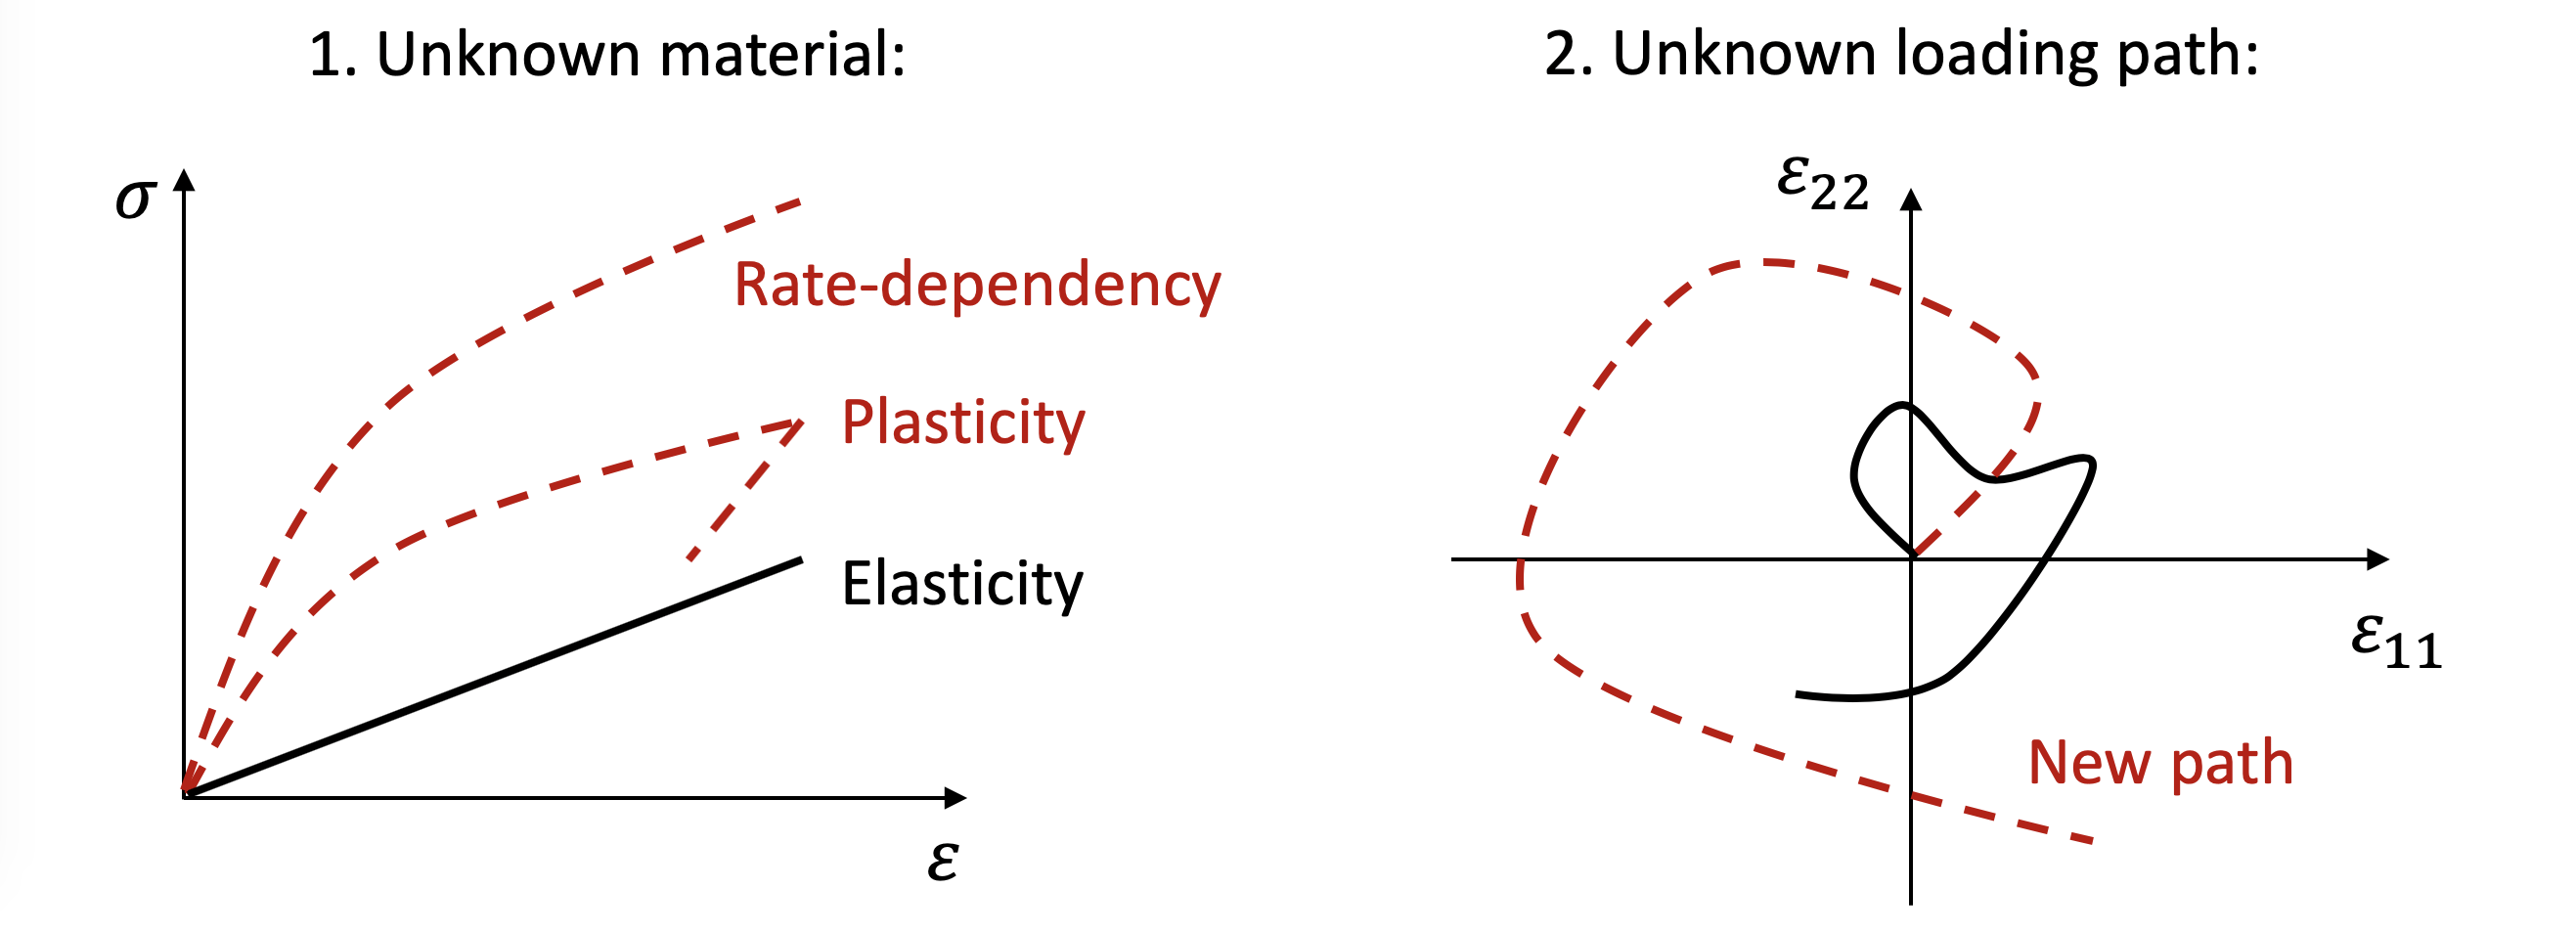 1. Unknown material:
σ
Rate-dependency
Plasticity
Elasticity
ε
2. Unknown loading path:
ε₂₂
ε₁₁
New path